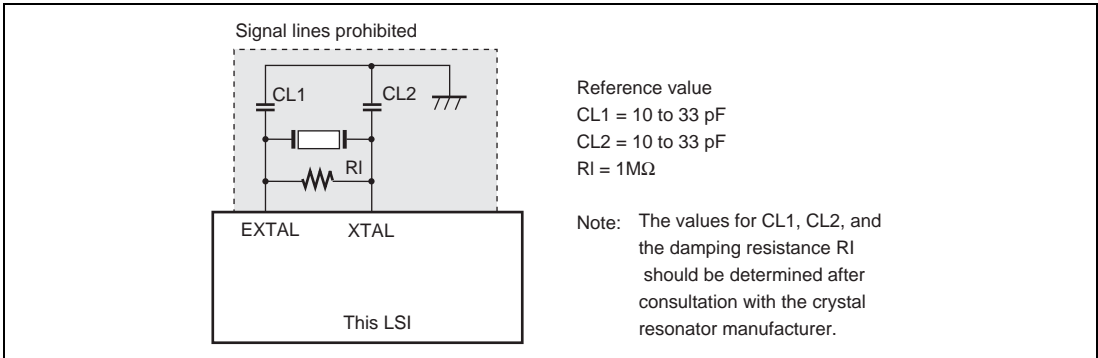 Signal lines prohibited
CL1
CL2
RI
EXTAL XTAL
This LSI
Reference value
CL1 = 10 to 33 pF
CL2 = 10 to 33 pF
RI = 1MΩ
Note: The values for CL1, CL2, and
the damping resistance RI
should be determined after
consultation with the crystal
resonator manufacturer.